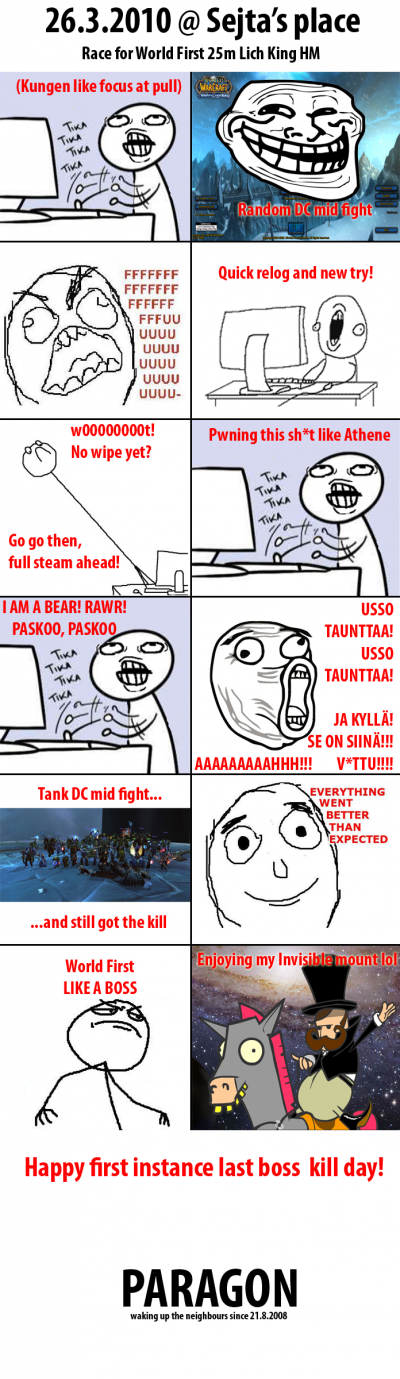 26.3.2010 @ Sejta's place
Race for World First 25m Lich King HM
(Kungen like focus at pull)
TIKA
TIKA
TIKA
TIKA
WORLD OF
WARCRAFT
Random DC mid fight
FFFFFFF
FFFFFFF
FFFFFF
FFFUU
UUUU
UUUU
UUUU
UUUU
UUUU-
Quick relog and new try!
w00000000t!
No wipe yet?
Go go then,
full steam ahead!
Pwning this sh*t like Athene
TIKA
TIKA
TIKA
TIKA
I AM A BEAR! RAWR!
PASKOO, PASKOO
TIKA
TIKA
TIKA
TIKA
USSO
TAUNTTAA!
USSO
TAUNTTAA!
JA KYLLÄ!
SE ON SIINÄ!!!
AAAAAAAAAHHH!!! V*TTU!!!!
Tank DC mid fight...
...and still got the kill
EVERYTHING
WENT
BETTER
THAN
EXPECTED
World First
LIKE A BOSS
Enjoying my Invisible mount lol
Happy first instance last boss kill day!
PARAGON
waking up the neighbours since 21.8.2008